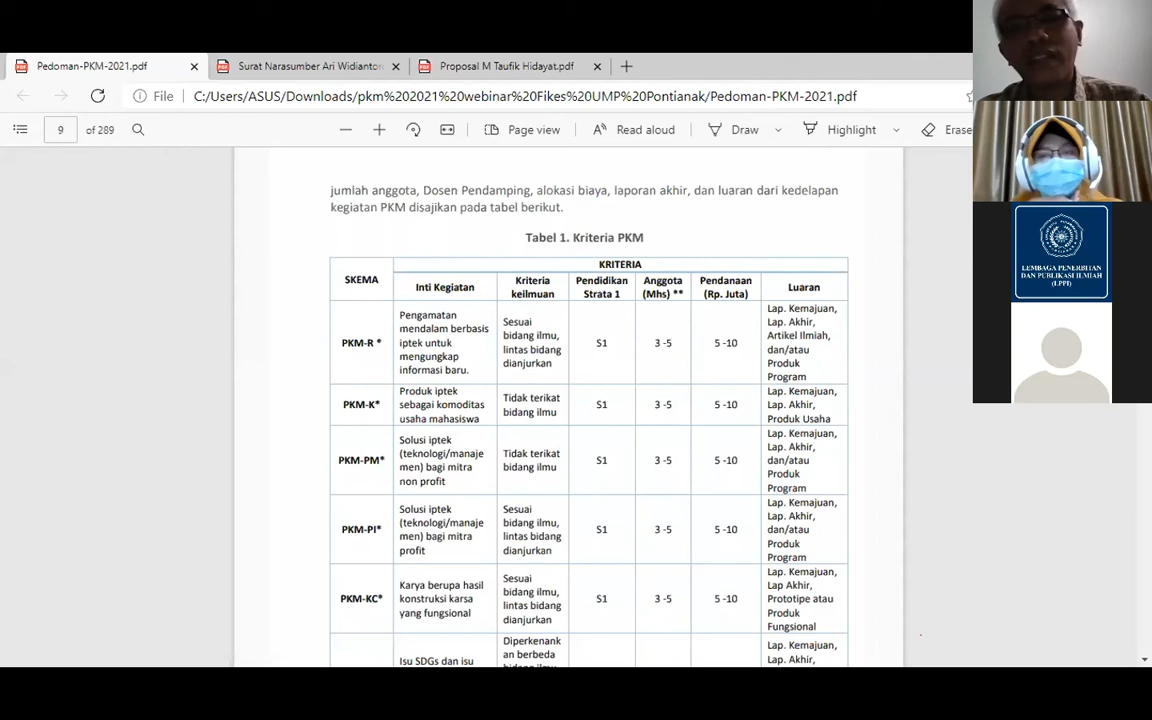 Pedoman-PKM-2021.pdf
Surat Narasumber Ari Widianto
Proposal M Taufik Hidayat.pdf
File
C:/Users/ASUS/Downloads/pkm%202021%20webinar%20Fikes%20UMP%20Pontianak/Pedoman-PKM-2021.pdf
9
of 289
Page view
Read aloud
Draw
Highlight
Erase
jumlah anggota, Dosen Pendamping, alokasi biaya, laporan akhir, dan luaran dari kedelapan
kegiatan PKM disajikan pada tabel berikut.
Tabel 1. Kriteria PKM
SKEMA
KRITERIA
Inti Kegiatan
Kriteria
keilmuan
Pendidikan
Strata 1
Anggota
(Mhs) **
Pendanaan
(Rp. Juta)
Luaran
PKM-R *
Pengamatan
mendalam berbasis
iptek untuk
mengungkap
informasi baru.
Sesuai
bidang ilmu,
lintas bidang
dianjurkan
S1
3 -5
5 -10
Lap. Kemajuan,
Lap. Akhir,
Artikel Ilmiah,
dan/atau
Produk
Program
PKM-K*
Produk iptek
sebagai komoditas
usaha mahasiswa
Tidak terikat
bidang ilmu
S1
3 -5
5 -10
Lap. Kemajuan,
Lap. Akhir,
Produk Usaha
PKM-PM*
Solusi iptek
(teknologi/manaje
men) bagi mitra
non profit
Tidak terikat
bidang ilmu
S1
3 -5
5 -10
Lap. Kemajuan,
Lap. Akhir,
dan/atau
Produk
Program
PKM-PI*
Solusi iptek
(teknologi/manaje
men) bagi mitra
profit
Sesuai
bidang ilmu,
lintas bidang
dianjurkan
S1
3 -5
5 -10
Lap. Kemajuan,
Lap. Akhir,
dan/atau
Produk
Program
PKM-KC*
Karya berupa hasil
konstruksi karsa
yang fungsional
Sesuai
bidang ilmu,
lintas bidang
dianjurkan
S1
3 -5
5 -10
Lap. Kemajuan,
Lap Akhir,
Prototipe atau
Produk
Fungsional
Isu SDGs dan isu
Diperkenank
an berbeda
bidang ilmu
Lap. Kemajuan,
Lap. Akhir,
LEMBAGA PENERBITAN
DAN PUBLIKASI ILMIAH
(LPPI)